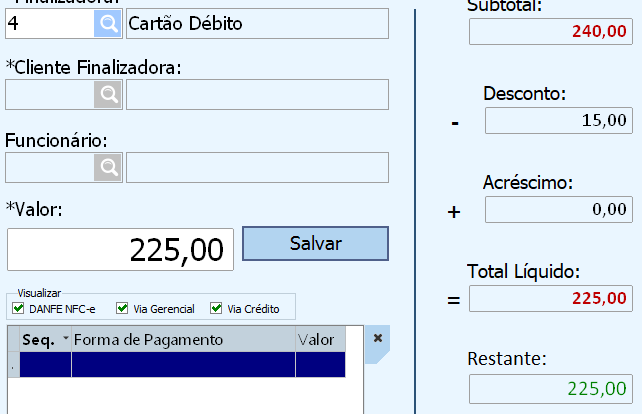 *Finalizadora:
4 Cartão Débito
*Cliente Finalizadora:
Funcionário:
*Valor:
225,00 Salvar
Visualizar
DANFE NFC-e Via Gerencial Via Crédito
Seq. Forma de Pagamento Valor
Subtotal:
240,00
Desconto:
- 15,00
Acréscimo:
+ 0,00
Total Líquido:
= 225,00
Restante:
225,00